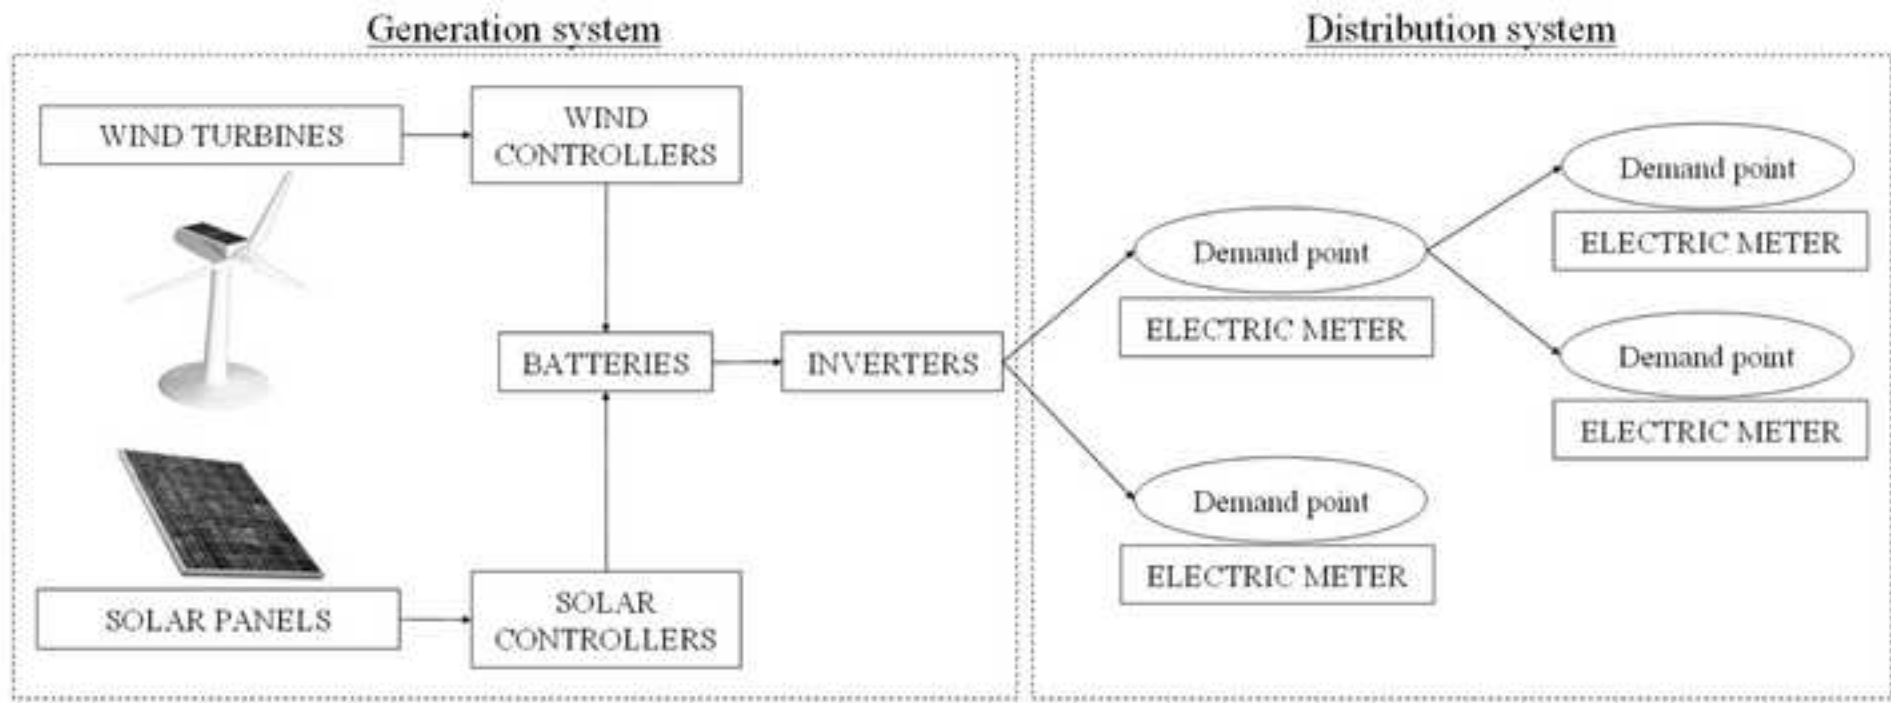 Generation system
Distribution system
WIND TURBINES
WIND
CONTROLLERS
BATTERIES
INVERTERS
SOLAR PANELS
SOLAR
CONTROLLERS
Demand point
ELECTRIC METER
Demand point
ELECTRIC METER
Demand point
ELECTRIC METER
Demand point
ELECTRIC METER